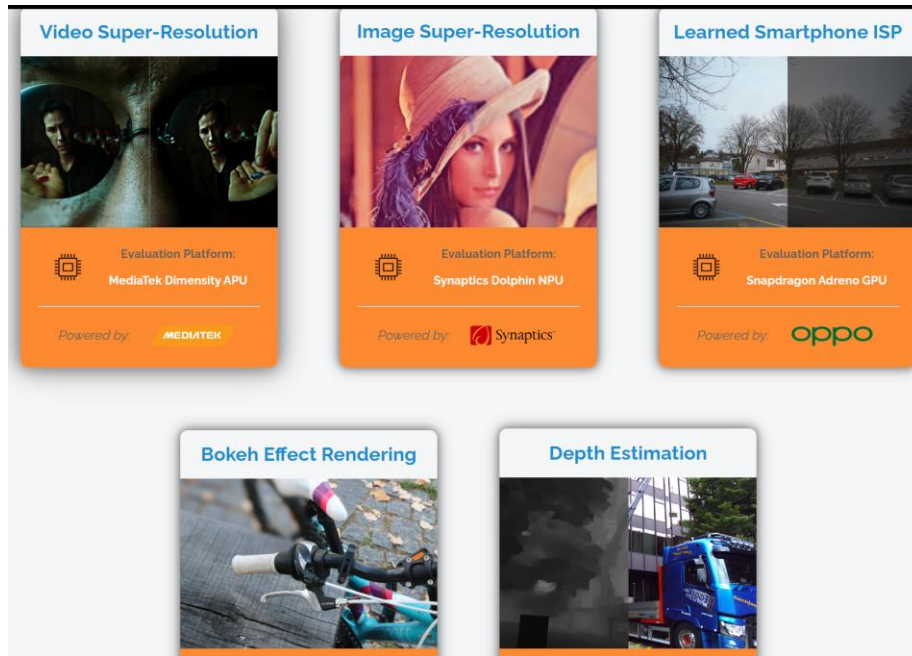 Video Super-Resolution
Image Super-Resolution
Learned Smartphone ISP
Evaluation Platform:
MediaTek Dimensity APU
Evaluation Platform:
Synaptics Dolphin NPU
Evaluation Platform:
Snapdragon Adreno GPU
Powered by:
MEDIATEK
Powered by:
Synaptics
Powered by:
oppo
Bokeh Effect Rendering
Depth Estimation